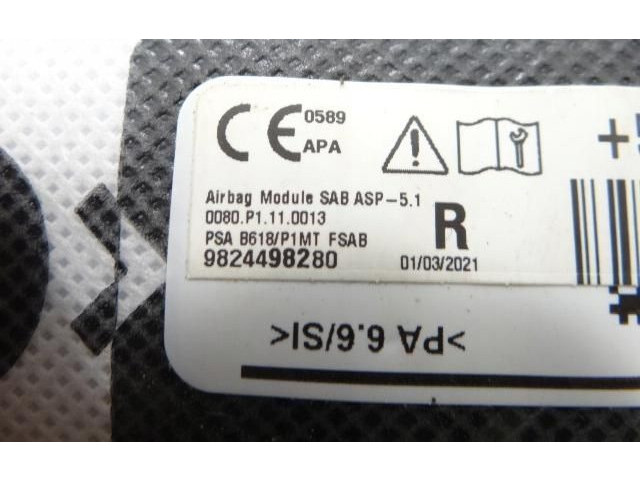 CE 0589
APA
Airbag Module SAB ASP-5.1
0080.P1.11.0013
PSA B618/P1MT FSAB
9824498280
R
01/03/2021
>PA 6.6/SI<